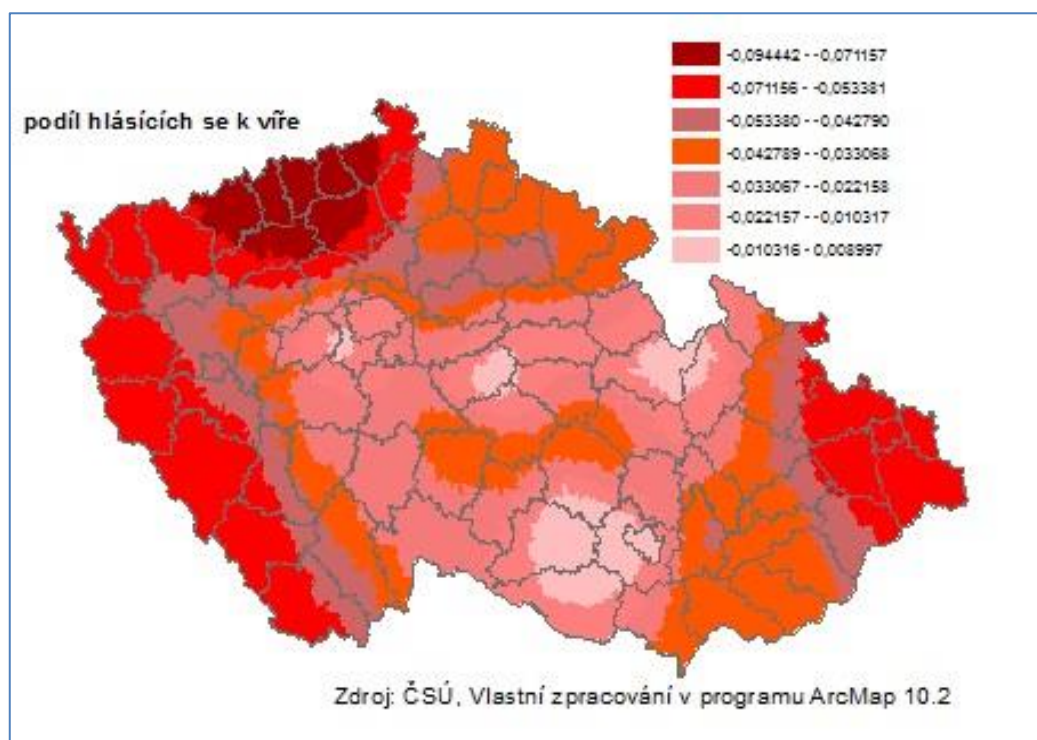 -0,094442 - -0,071157
-0,071156 - -0,053381
podíl hlásících se k víře
-0,053380 - -0,042790
-0,042789 - -0,033068
-0,033067 - -0,022158
-0,022157 - -0,010317
-0,010316 - 0,008997
Zdroj: ČSÚ, Vlastní zpracování v programu ArcMap 10.2